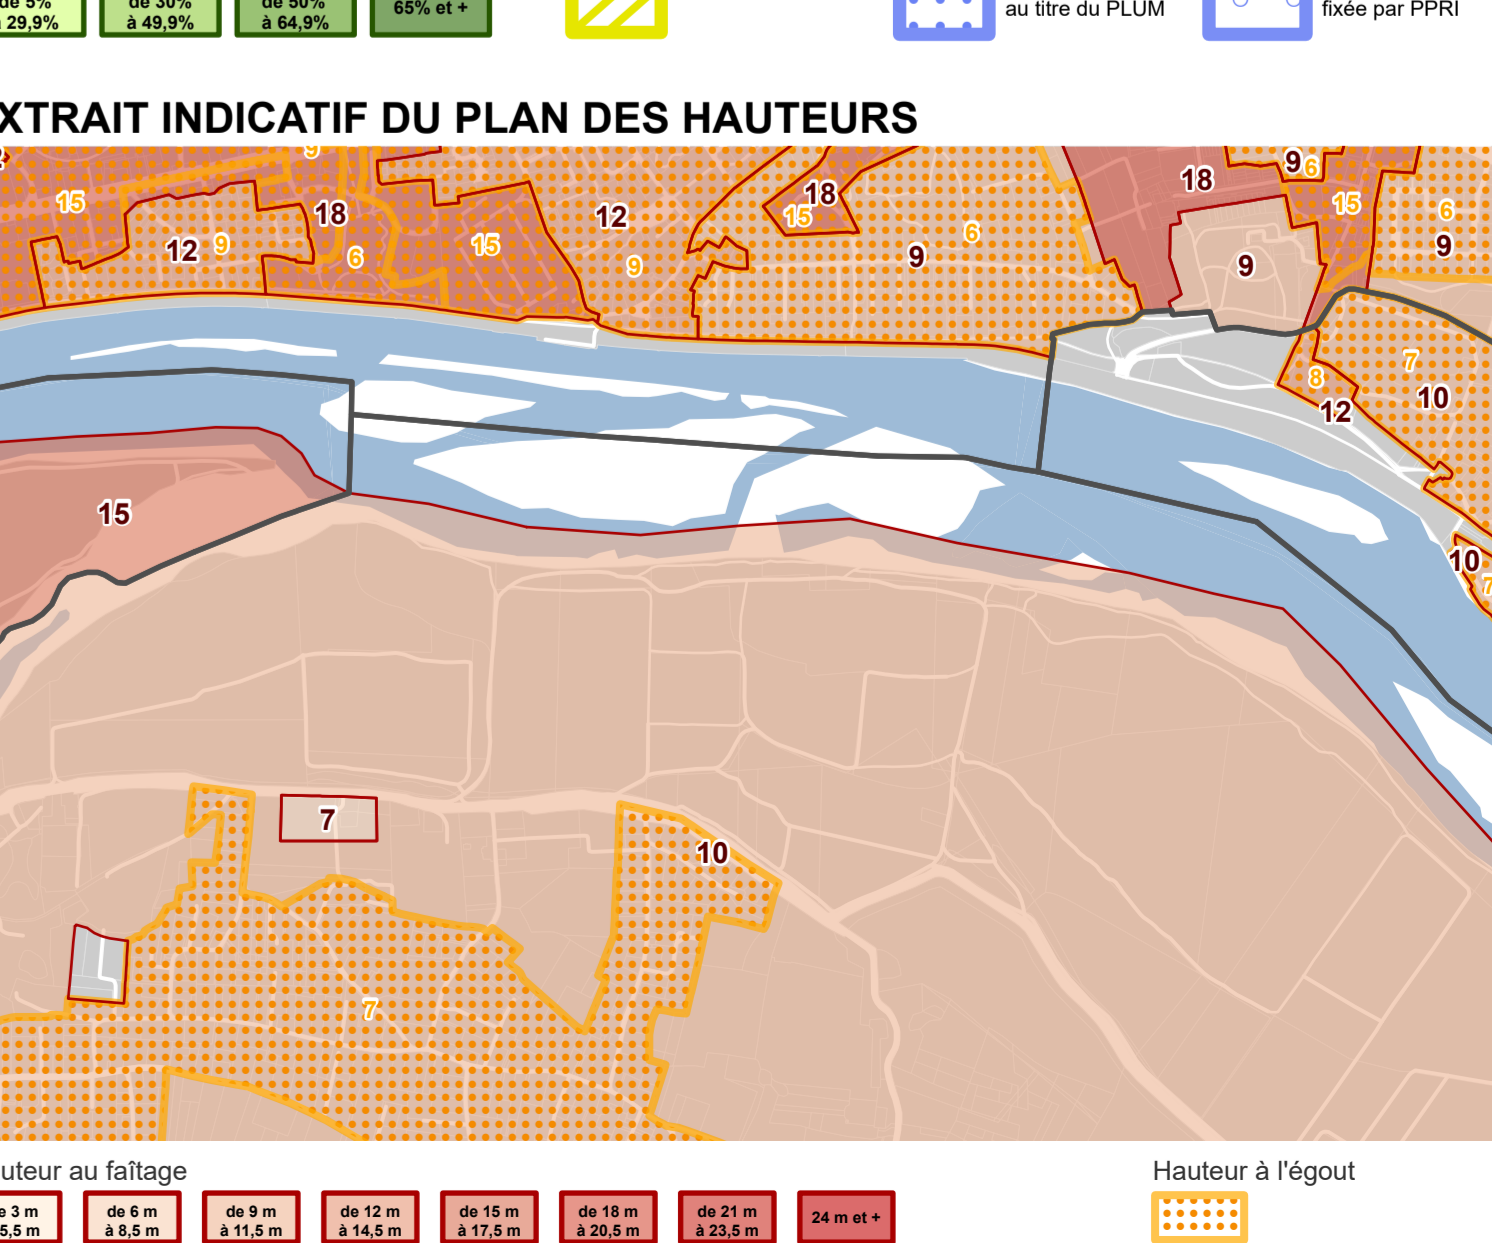 de 5%
à 29,9%
de 30%
à 49,9%
de 50%
à 64,9%
65% et +
au titre du PLUM
fixée par PPRI
XTRAIT INDICATIF DU PLAN DES HAUTEURS
9
15
12
9
18
6
15
12
9
18
15
9
6
18
9
6
15
9
6
9
7
8
10
12
10
7
15
7
10
7
uteur au faîtage
e 3 m
5,5 m
de 6 m
à 8,5 m
de 9 m
à 11,5 m
de 12 m
à 14,5 m
de 15 m
à 17,5 m
de 18 m
à 20,5 m
de 21 m
à 23,5 m
24 m et +
Hauteur à l'égout